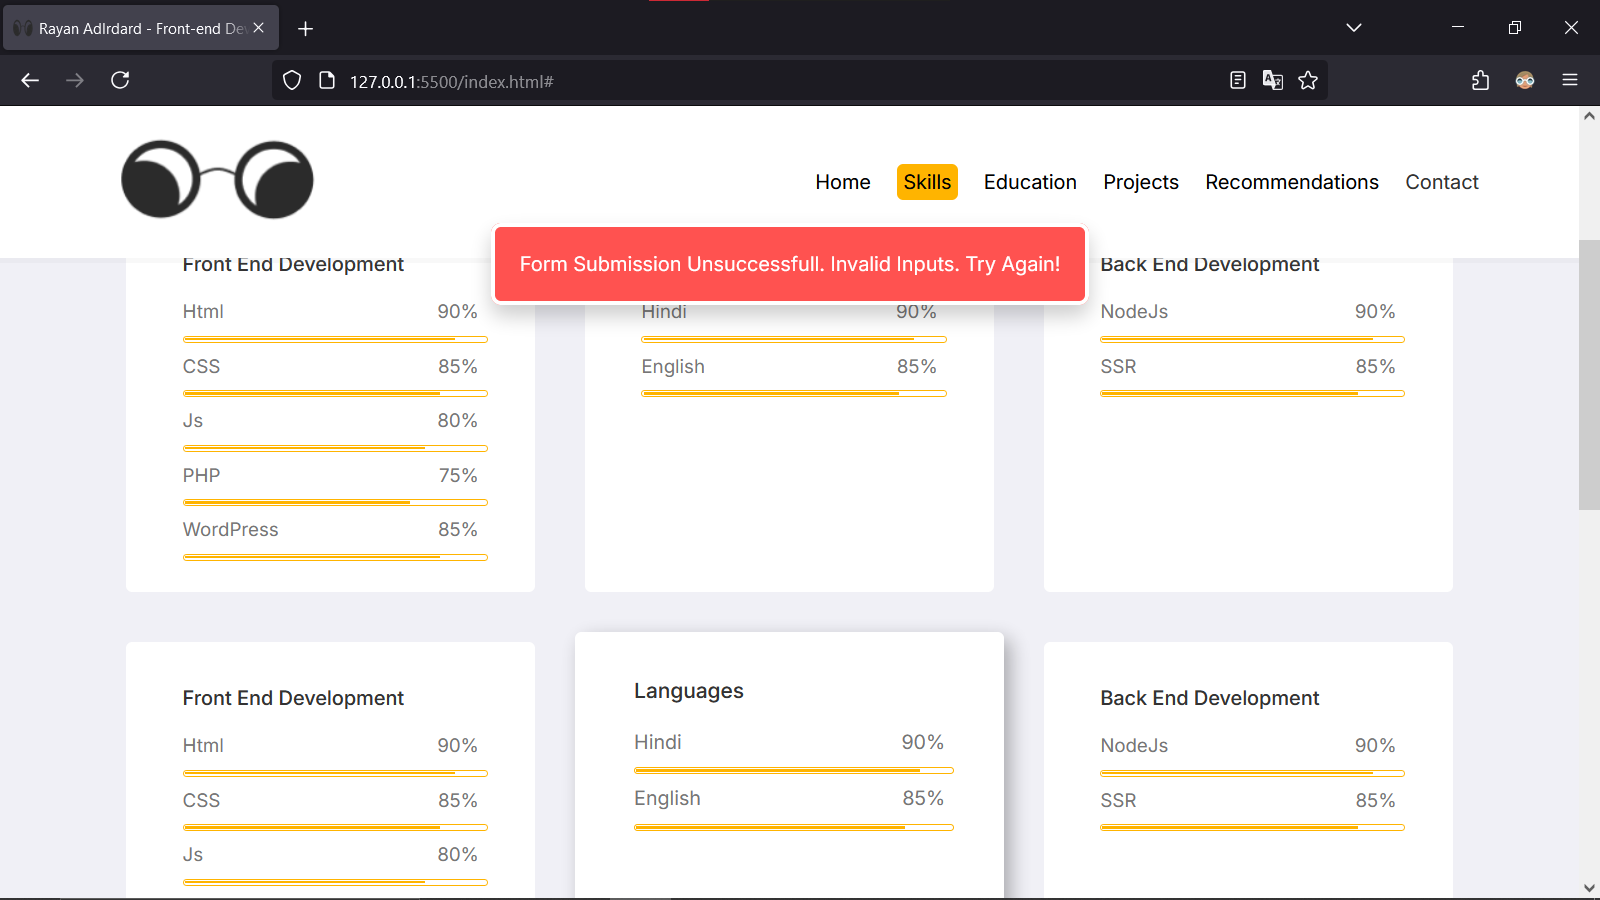 Rayan Adlrdard - Front-end Dev
127.0.0.1:5500/index.html#
Home Skills Education Projects Recommendations Contact
Form Submission Unsuccessfull. Invalid Inputs. Try Again!
Front End Development
Html 90%
CSS 85%
Js 80%
PHP 75%
WordPress 85%
Hindi 90%
English 85%
Back End Development
NodeJs 90%
SSR 85%
Front End Development
Html 90%
CSS 85%
Js 80%
Languages
Hindi 90%
English 85%
Back End Development
NodeJs 90%
SSR 85%